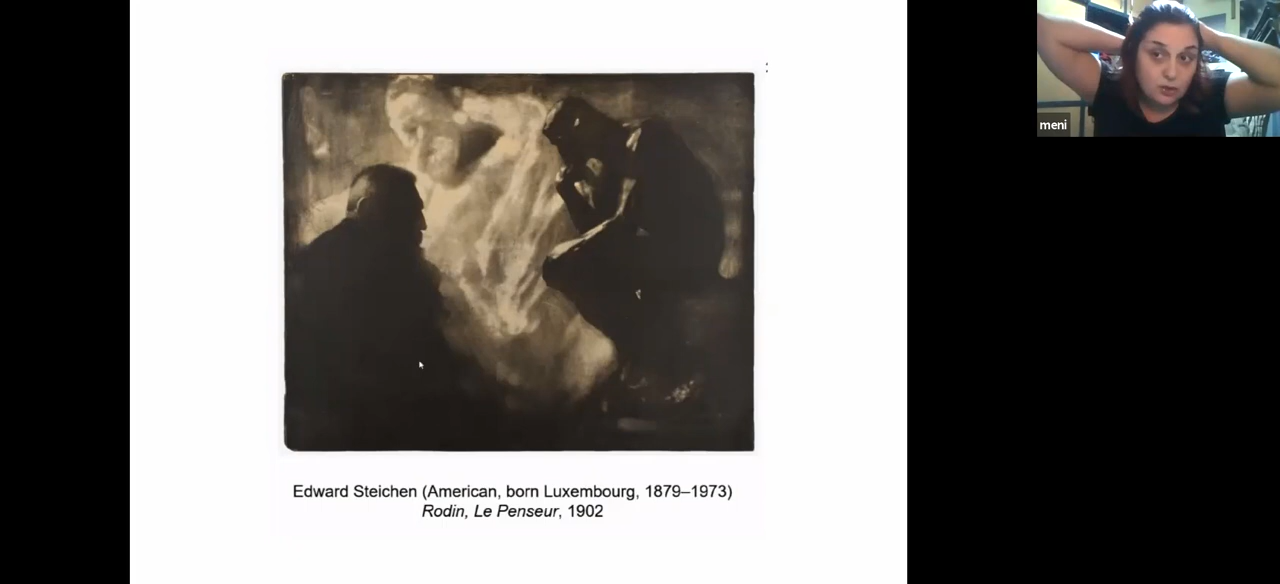 meni
Edward Steichen (American, born Luxembourg, 1879–1973)
Rodin, Le Penseur, 1902